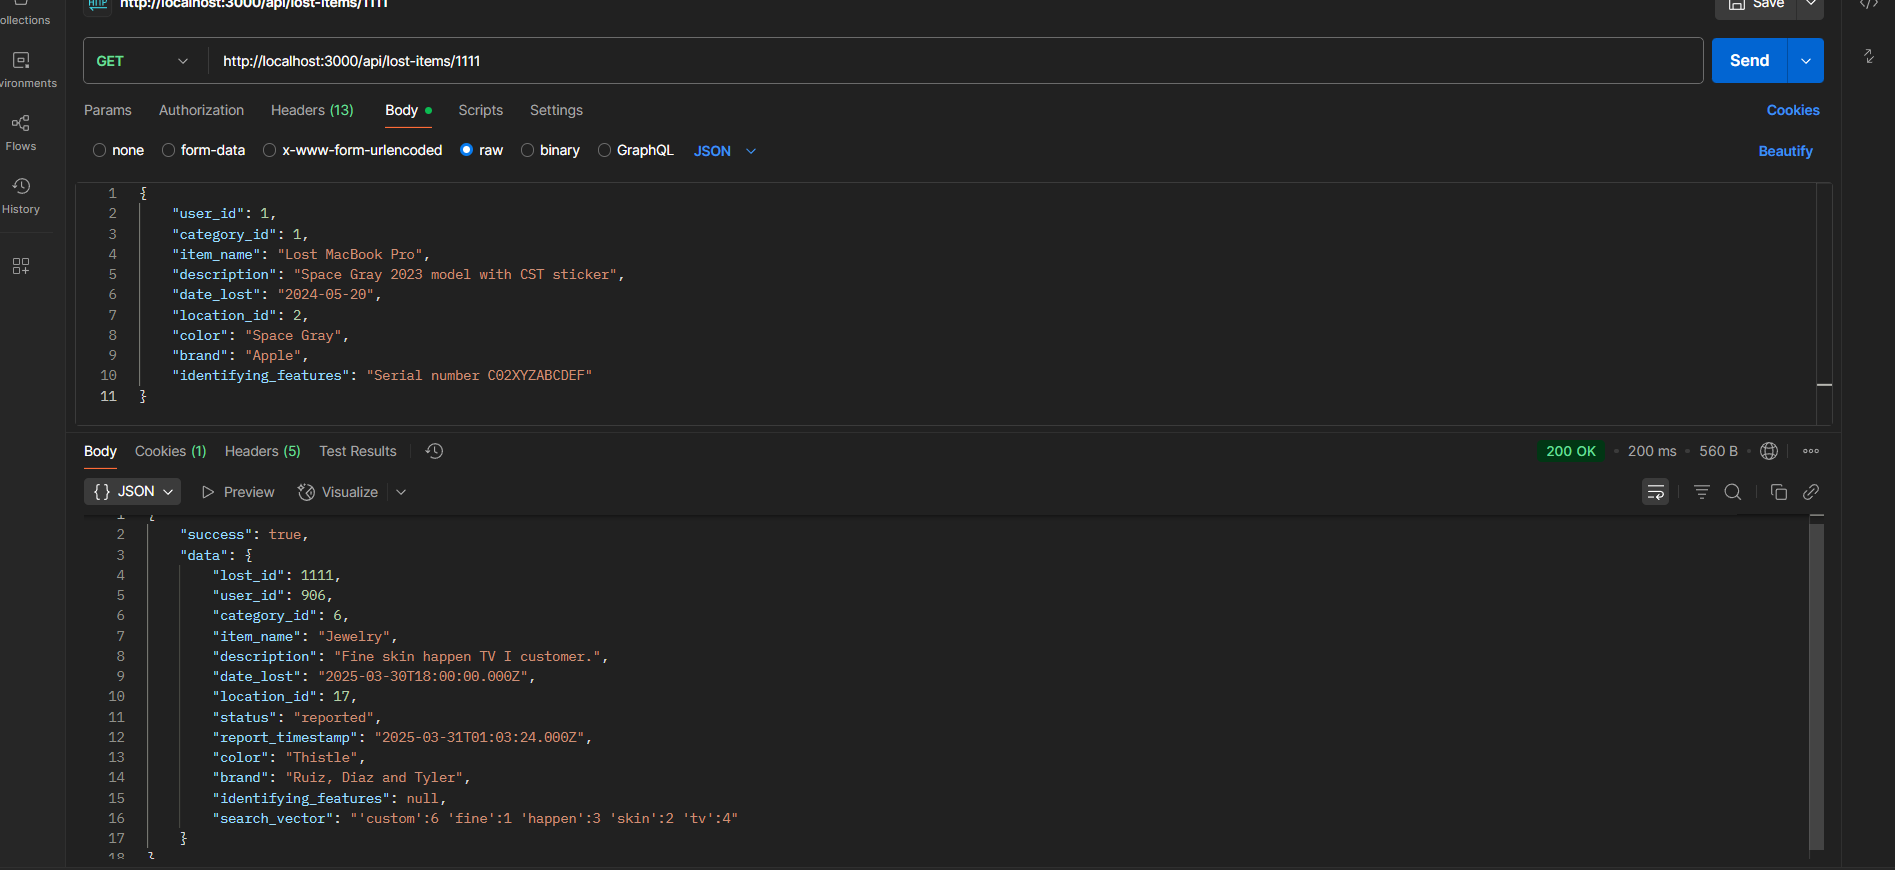 http://localhost:3000/api/lost-items/1111
Save
GET
http://localhost:3000/api/lost-items/1111
Send
ollections
vironments
Flows
History
Params Authorization Headers (13) Body Scripts Settings
Cookies
none form-data x-www-form-urlencoded raw binary GraphQL JSON
Beautify
1 {
2 "user_id": 1,
3 "category_id": 1,
4 "item_name": "Lost MacBook Pro",
5 "description": "Space Gray 2023 model with CST sticker",
6 "date_lost": "2024-05-20",
7 "location_id": 2,
8 "color": "Space Gray",
9 "brand": "Apple",
10 "identifying_features": "Serial number C02XYZABCDEF"
11 }
Body Cookies (1) Headers (5) Test Results
200 OK • 200 ms • 560 B
{} JSON Preview Visualize
1 {
2 "success": true,
3 "data": {
4 "lost_id": 1111,
5 "user_id": 906,
6 "category_id": 6,
7 "item_name": "Jewelry",
8 "description": "Fine skin happen TV I customer.",
9 "date_lost": "2025-03-30T18:00:00.000Z",
10 "location_id": 17,
11 "status": "reported",
12 "report_timestamp": "2025-03-31T01:03:24.000Z",
13 "color": "Thistle",
14 "brand": "Ruiz, Diaz and Tyler",
15 "identifying_features": null,
16 "search_vector": "'custom':6 'fine':1 'happen':3 'skin':2 'tv':4"
17 }
18 }